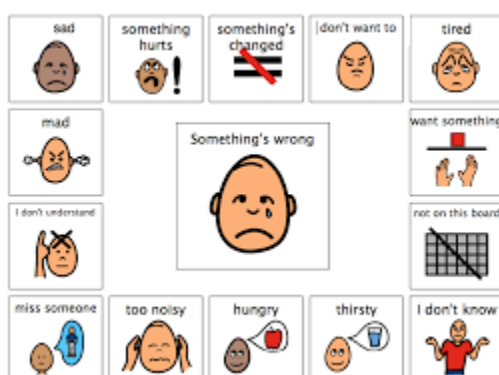 sad
something
hurts
something's
changed
I don't want to
tired
mad
Something's wrong
want something
I don't understand
not on this board
miss someone
too noisy
hungry
thirsty
I don't know